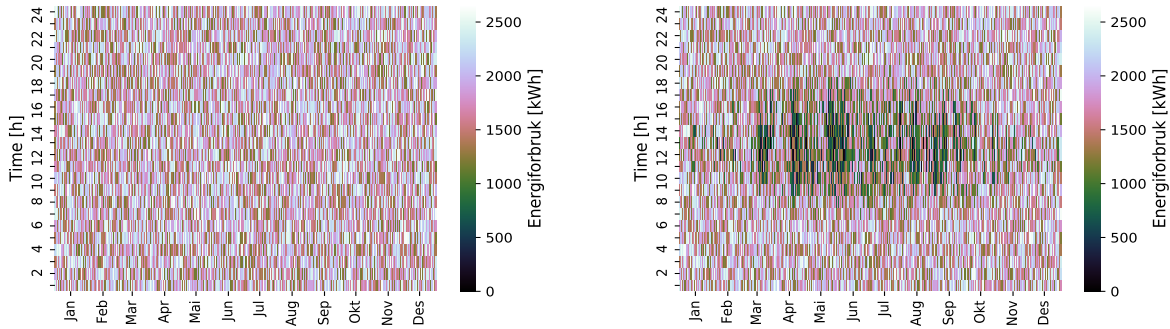 Time [h]
24
22
20
18
16
14
12
10
8
6
4
2
Jan
Feb
Mar
Apr
Mai
Jun
Jul
Aug
Sep
Okt
Nov
Des
2500
2000
1500
1000
500
0
Energiforbruk [kWh]
Time [h]
24
22
20
18
16
14
12
10
8
6
4
2
Jan
Feb
Mar
Apr
Mai
Jun
Jul
Aug
Sep
Okt
Nov
Des
2500
2000
1500
1000
500
0
Energiforbruk [kWh]